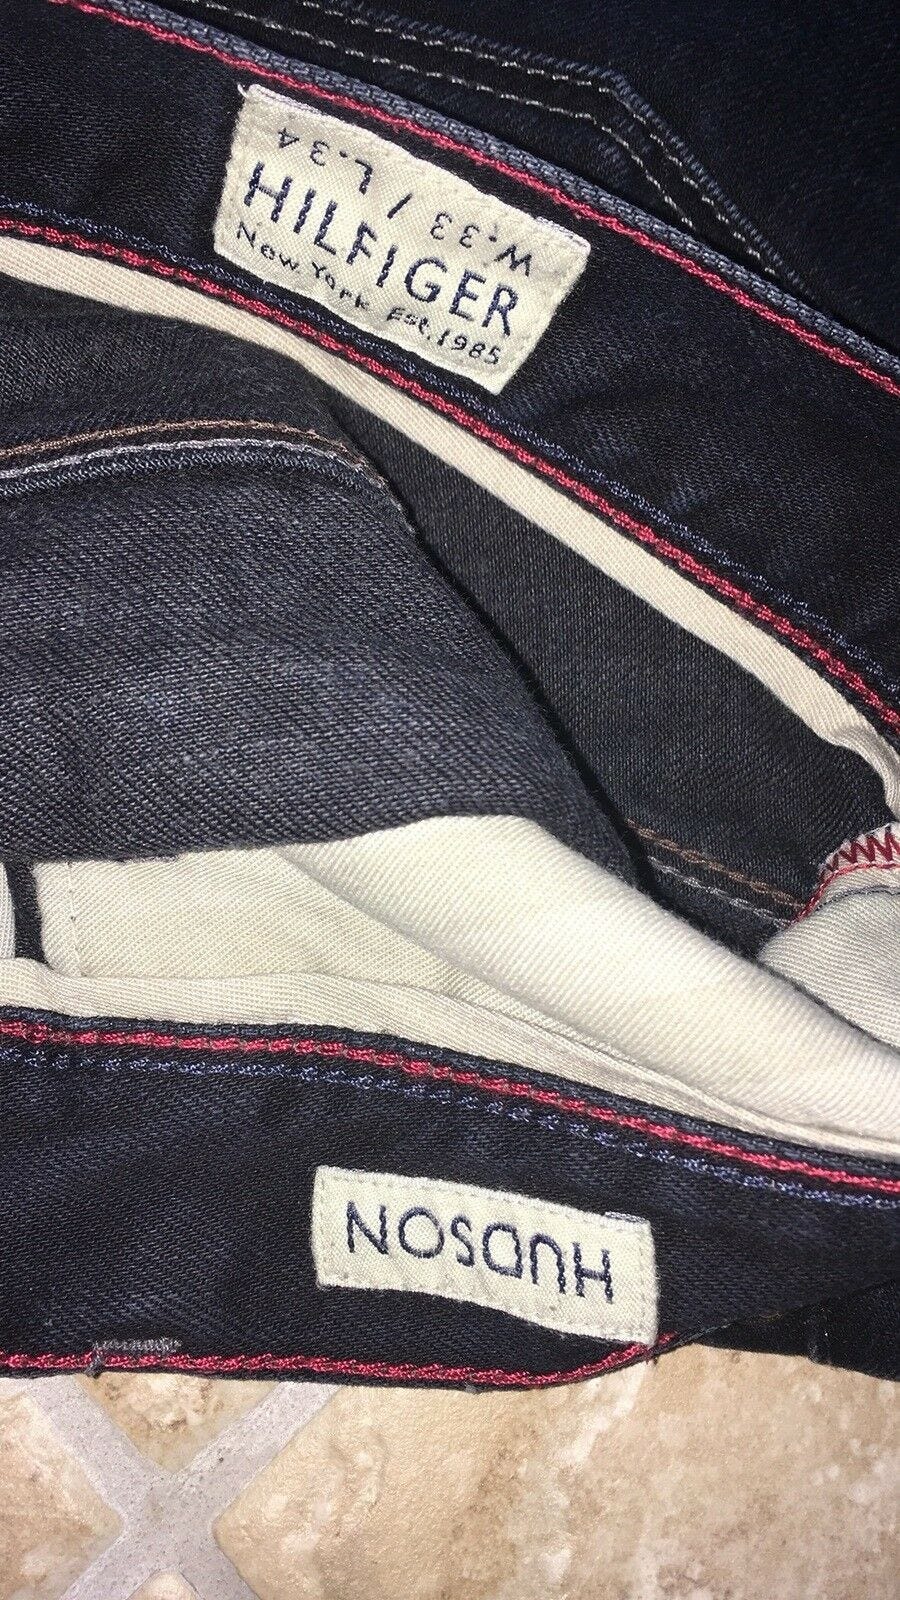 HILFIGER
New York Est. 1985
W.33 / L.34
HUDSON